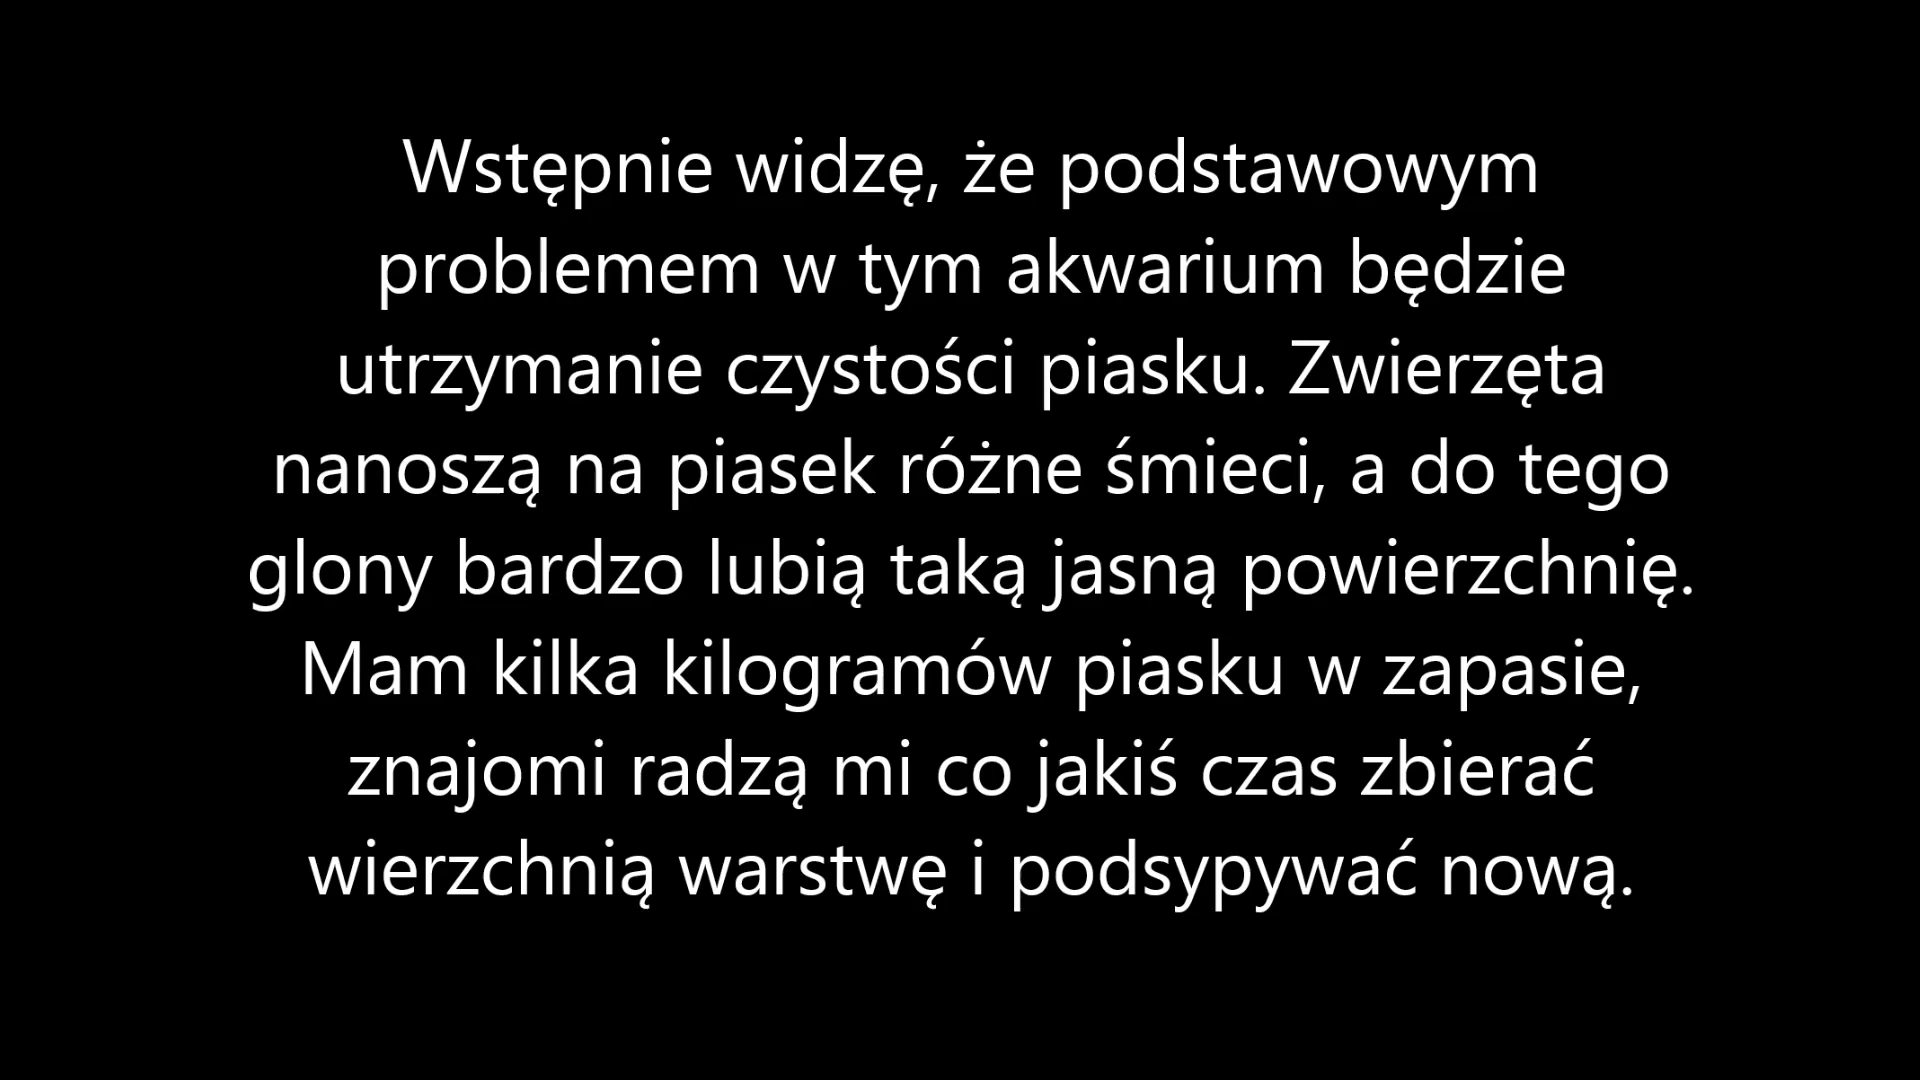 Wstępnie widzę, że podstawowym
problemem w tym akwarium będzie
utrzymanie czystości piasku. Zwierzęta
nanoszą na piasek różne śmieci, a do tego
glony bardzo lubią taką jasną powierzchnię.
Mam kilka kilogramów piasku w zapasie,
znajomi radzą mi co jakiś czas zbierać
wierzchnią warstwę i podsypywać nową.